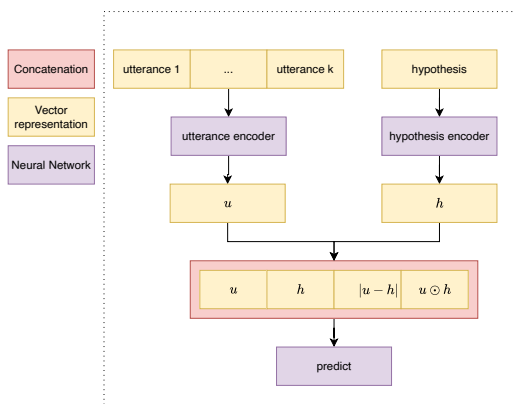 Concatenation
Vector
representation
Neural Network
utterance 1 ... utterance k
hypothesis
utterance encoder
hypothesis encoder
u
h
u h |u − h| u ⊙ h
predict